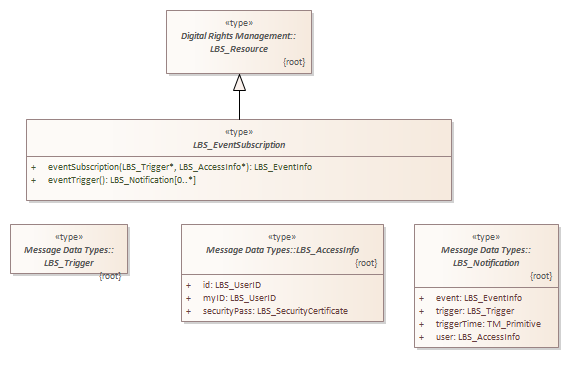 «type»
Digital Rights Management::
LBS_Resource
{root}
«type»
LBS_EventSubscription
+ eventSubscription(LBS_Trigger*, LBS_AccessInfo*): LBS_EventInfo
+ eventTrigger(): LBS_Notification[0..*]
«type»
Message Data Types::
LBS_Trigger
{root}
«type»
Message Data Types::LBS_AccessInfo
{root}
+ id: LBS_UserID
+ myID: LBS_UserID
+ securityPass: LBS_SecurityCertificate
«type»
Message Data Types::
LBS_Notification
{root}
+ event: LBS_EventInfo
+ trigger: LBS_Trigger
+ triggerTime: TM_Primitive
+ user: LBS_AccessInfo